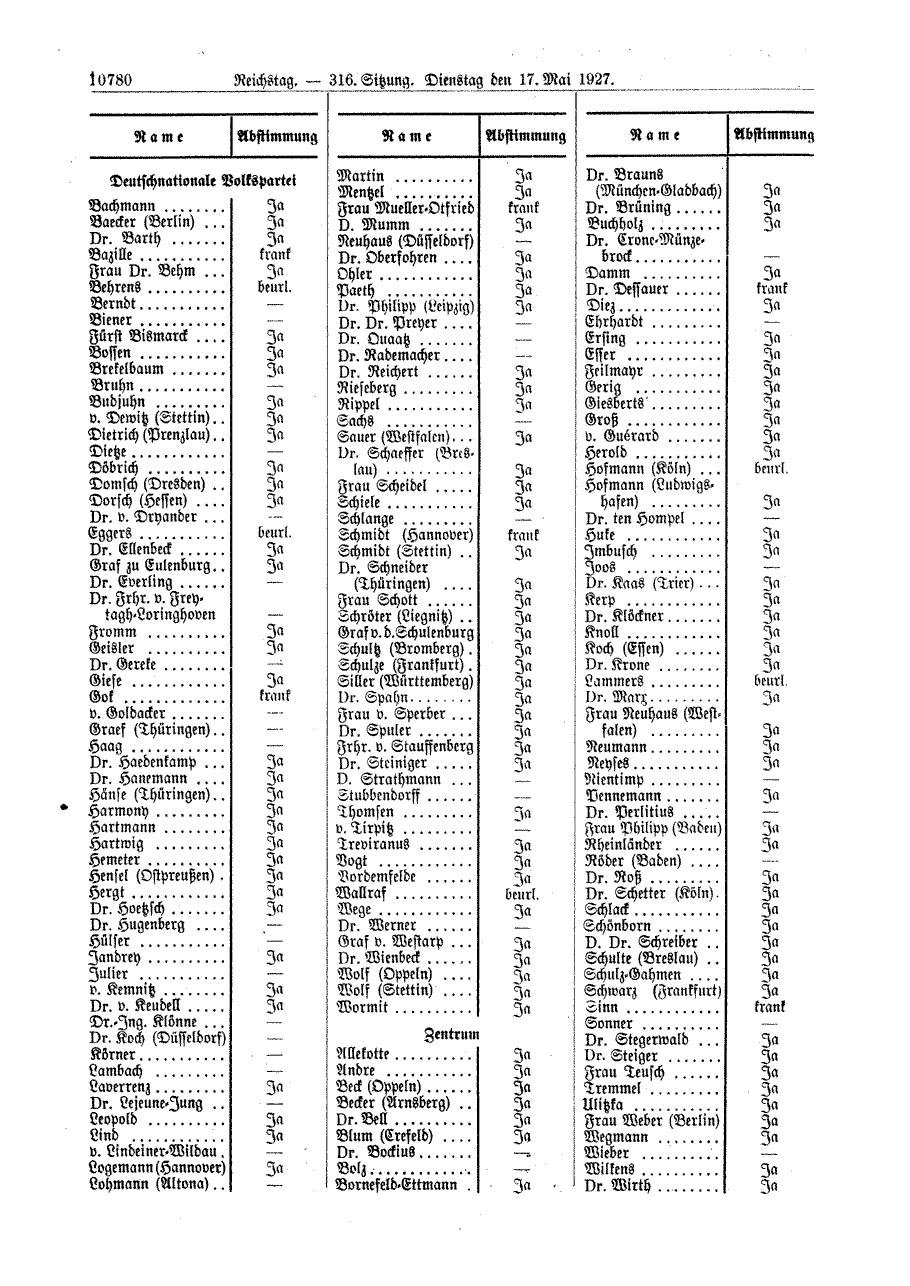 10780 Reichstag. — 316. Sitzung. Dienstag den 17. Mai 1927.
Name Abstimmung
Deutschnationale Volkspartei
Bachmann ........ Ja
Baecker (Berlin) ... Ja
Dr. Barth ....... Ja
Bazille ........... krank
Frau Dr. Behm ... Ja
Behrens .......... beurl.
Berndt ........... —
Biener ........... —
Fürst Bismarck .... Ja
Bossen ........... Ja
Brekelbaum ....... Ja
Bruhn ........... —
Budjuhn ......... Ja
v. Dewitz (Stettin) .. Ja
Dietrich (Prenzlau) .. Ja
Dietze ........... —
Döbrich ......... Ja
Domsch (Dresden) .. Ja
Dorsch (Hessen) .... Ja
Dr. v. Dryander ... —
Eggers ........... beurl.
Dr. Ellenbeck ...... Ja
Graf zu Eulenburg .. Ja
Dr. Everling ...... —
Dr. Frhr. v. Frey-
tagh-Loringhoven —
Fromm .......... Ja
Geisler .......... Ja
Dr. Gereke ........ —
Giese ............ Ja
Gok ............. krank
v. Goldacker ....... —
Graef (Thüringen) .. —
Haag ............ —
Dr. Haedenkamp ... Ja
Dr. Hanemann .... Ja
Hänse (Thüringen) .. Ja
Harmony ......... Ja
Hartmann ........ Ja
Hartwig ......... Ja
Hemeter .......... Ja
Hensel (Ostpreußen) . Ja
Hergt ............ Ja
Dr. Hoetzsch ....... Ja
Dr. Hugenberg .... —
Hülser ........... —
Jandrey .......... Ja
Julier ........... —
v. Kemnitz ........ Ja
Dr. v. Keudell ..... Ja
Dr.-Ing. Klönne ... —
Dr. Koch (Düsseldorf) —
Körner ........... —
Lambach ......... —
Laverrenz ......... Ja
Dr. Lejeune-Jung .. —
Leopold .......... Ja
Lind ............ Ja
v. Lindeiner-Wildau . —
Logemann (Hannover) Ja
Lohmann (Altona) .. —
Name Abstimmung
Martin .......... Ja
Mentzel .......... Ja
Frau Mueller-Otfried krank
D. Mumm ....... Ja
Neuhaus (Düsseldorf) —
Dr. Oberfohren .... Ja
Ohler ............ Ja
Paeth ........... Ja
Dr. Philipp (Leipzig) Ja
Dr. Dr. Preyer .... —
Dr. Quaatz ....... —
Dr. Rademacher .... —
Dr. Reichert ...... Ja
Rieseberg ......... Ja
Rippel ........... Ja
Sachs ........... —
Sauer (Westfalen) ... Ja
Dr. Schaeffer (Bres-
lau) ........... Ja
Frau Scheidel ..... Ja
Schiele ........... Ja
Schlange ......... —
Schmidt (Hannover) krank
Schmidt (Stettin) .. Ja
Dr. Schneider
(Thüringen) .... Ja
Frau Schott ...... Ja
Schröter (Liegnitz) .. Ja
Graf v. d. Schulenburg Ja
Schultz (Bromberg) . Ja
Schulze (Frankfurt) . Ja
Siller (Württemberg) Ja
Dr. Spahn ......... Ja
Frau v. Sperber ... Ja
Dr. Spuler ....... Ja
Frhr. v. Stauffenberg Ja
Dr. Steiniger ..... Ja
D. Strathmann ... —
Stubbendorff ...... —
Thomsen ......... Ja
v. Tirpitz ......... —
Treviranus ....... Ja
Vogt ............ Ja
Vordemfelde ...... Ja
Wallraf .......... beurl.
Wege ............ Ja
Dr. Werner ...... —
Graf v. Westarp ... Ja
Dr. Wienbeck ..... Ja
Wolf (Oppeln) .... Ja
Wolf (Stettin) .... Ja
Wormit .......... Ja
Zentrum
Allekotte .......... Ja
Andre ........... Ja
Beck (Oppeln) ...... Ja
Becker (Arnsberg) .. Ja
Dr. Bell ......... Ja
Blum (Crefeld) .... Ja
Dr. Bockius ....... —
Bolz ............. —
Bornefeld-Ettmann . Ja
Name Abstimmung
Dr. Brauns
(München-Gladbach) Ja
Dr. Brüning ...... Ja
Buchholz ......... Ja
Dr. Crone-Münze-
brock ........... —
Damm .......... Ja
Dr. Dessauer ...... krank
Diez ............. Ja
Ehrhardt ......... —
Ersing ........... Ja
Esser ............ Ja
Feilmayr ......... Ja
Gerig ........... Ja
Giesberts ......... Ja
Groß ............ Ja
v. Guérard ....... Ja
Herold .......... Ja
Hofmann (Köln) ... beurl.
Hofmann (Ludwigs-
hafen) ......... Ja
Dr. ten Hompel .... —
Huke ............ Ja
Imbusch ......... Ja
Joos ............ —
Dr. Kaas (Trier) ... Ja
Kerp ............ Ja
Dr. Klöckner ....... Ja
Knoll ........... Ja
Koch (Essen) ...... Ja
Dr. Krone ........ Ja
Lammers ......... beurl.
Dr. Marx ......... Ja
Frau Neuhaus (West-
falen) ......... Ja
Neumann ......... Ja
Neyses ........... Ja
Nientimp ......... —
Pennemann ....... Ja
Dr. Perlitius ..... —
Frau Philipp (Baden) Ja
Rheinländer ...... Ja
Röder (Baden) .... —
Dr. Roß ......... Ja
Dr. Schetter (Köln) . Ja
Schlack ........... Ja
Schönborn ........ Ja
D. Dr. Schreiber .. Ja
Schulte (Breslau) .. Ja
Schulz-Gahmen .... Ja
Schwarz (Frankfurt) Ja
Sinn ............ krank
Sonner .......... —
Dr. Stegerwald ... Ja
Dr. Steiger ....... Ja
Frau Teusch ...... Ja
Tremmel ......... Ja
Ulitzka ........... Ja
Frau Weber (Berlin) Ja
Wegmann ........ Ja
Wieber .......... —
Wilkens .......... Ja
Dr. Wirth ........ Ja